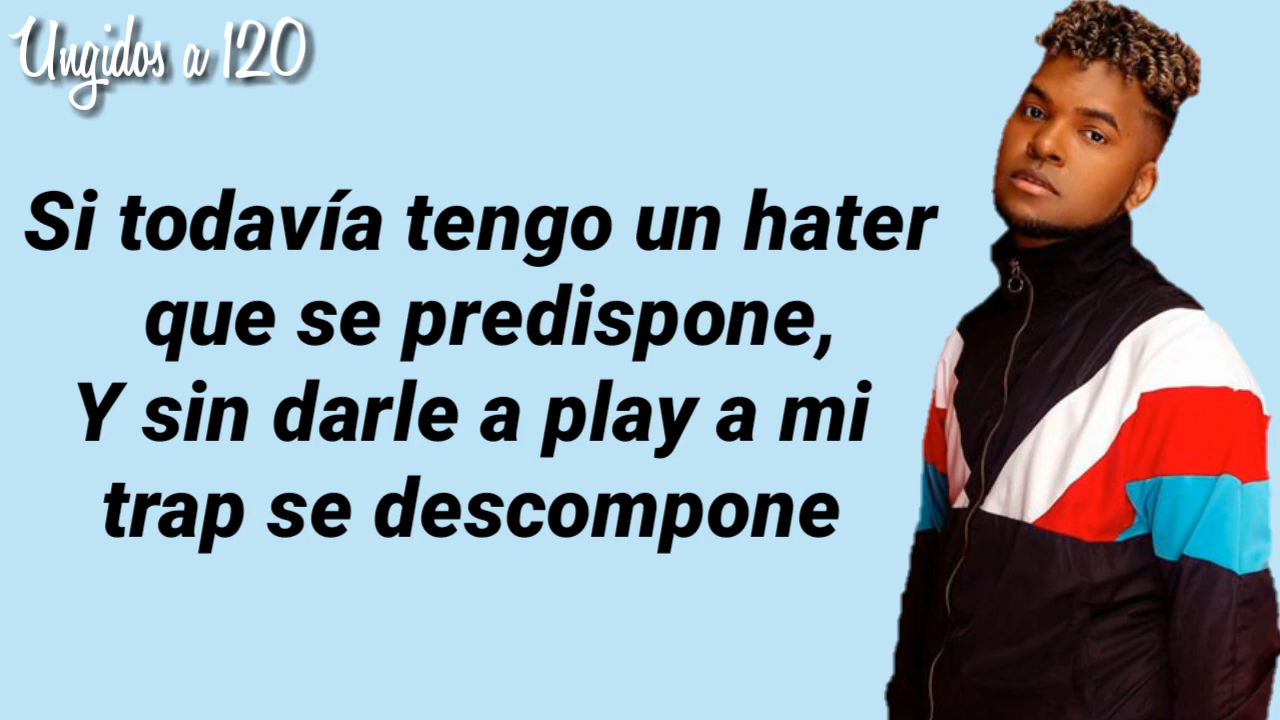 Ungidos a 120
Si todavía tengo un hater
que se predispone,
Y sin darle a play a mi
trap se descompone